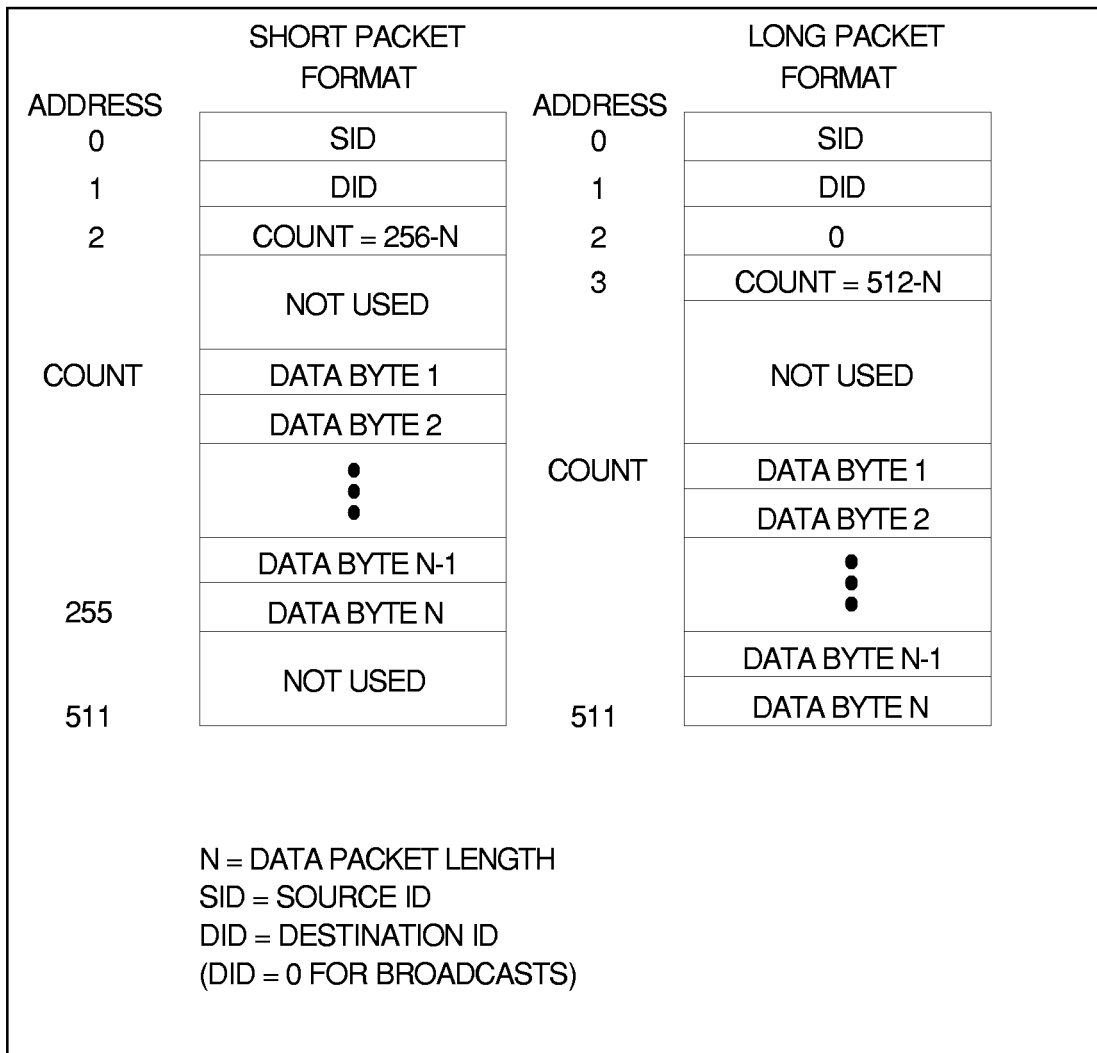 SHORT PACKET
FORMAT
ADDRESS
0 SID
1 DID
2 COUNT = 256-N
NOT USED
COUNT DATA BYTE 1
DATA BYTE 2
DATA BYTE N-1
255 DATA BYTE N
NOT USED
511
LONG PACKET
FORMAT
ADDRESS
0 SID
1 DID
2 0
3 COUNT = 512-N
NOT USED
COUNT DATA BYTE 1
DATA BYTE 2
DATA BYTE N-1
511 DATA BYTE N
N = DATA PACKET LENGTH
SID = SOURCE ID
DID = DESTINATION ID
(DID = 0 FOR BROADCASTS)